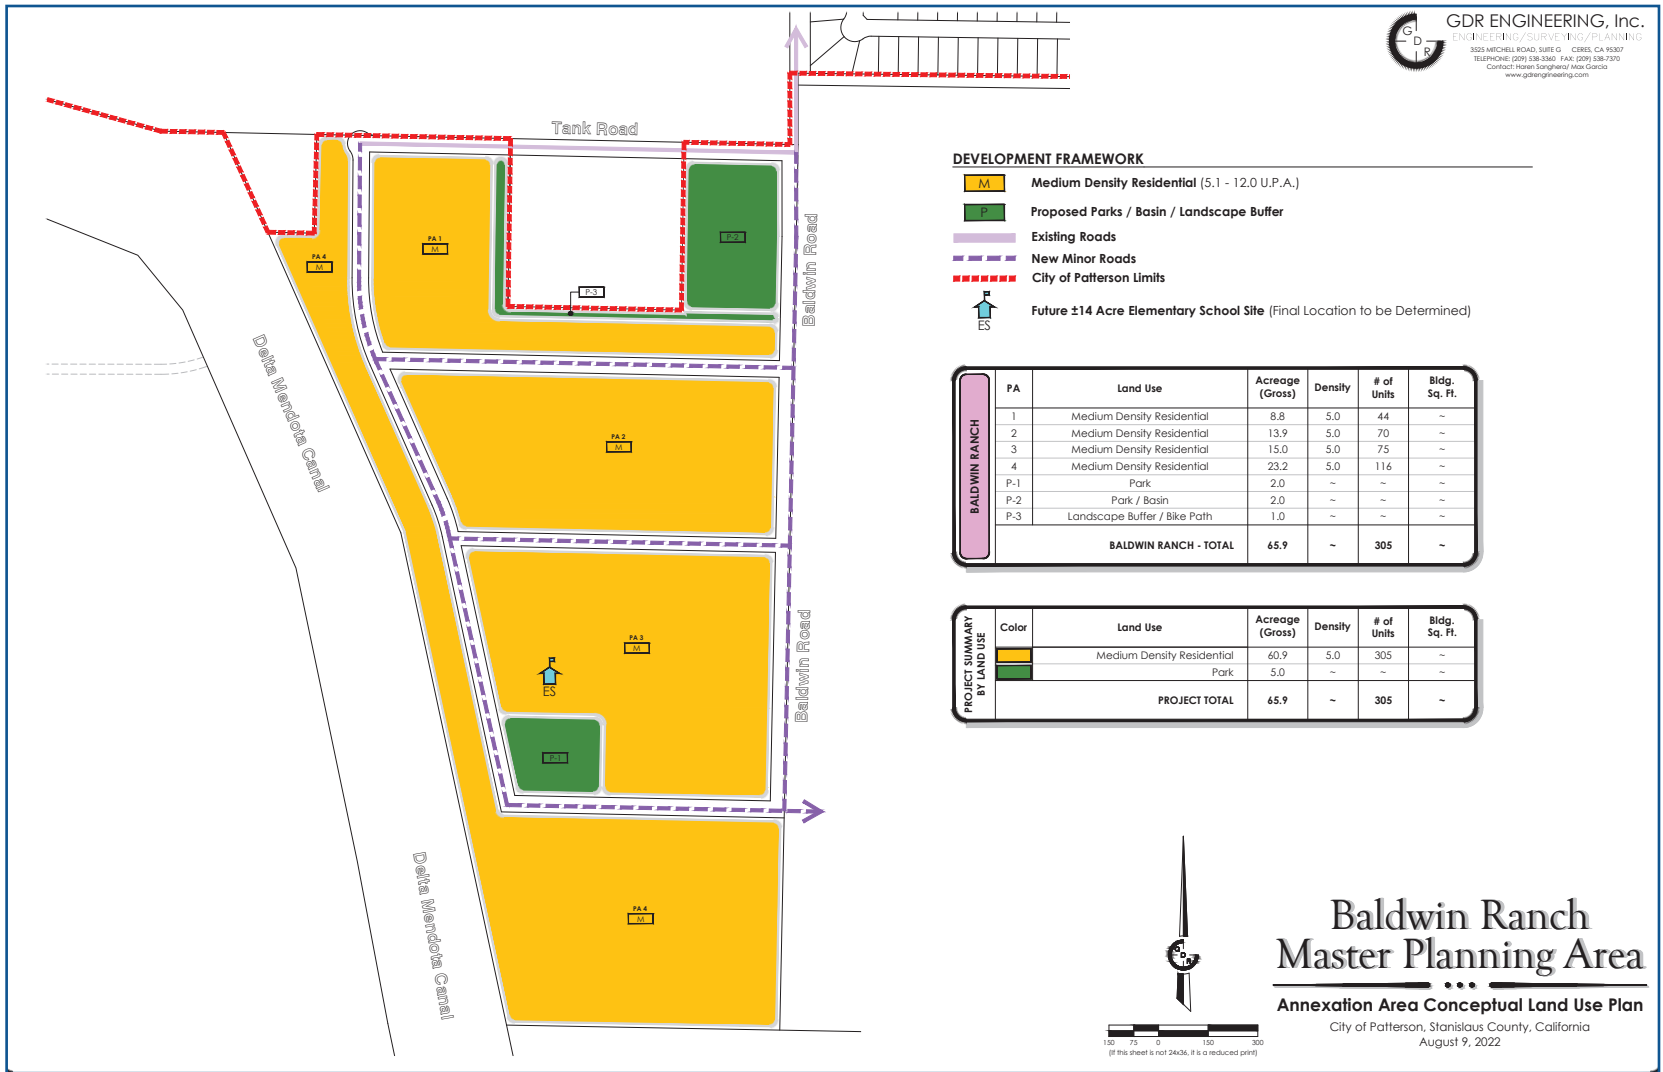 GDR ENGINEERING, Inc.
ENGINEERING/SURVEYING/PLANNING
3525 MITCHELL ROAD, SUITE G CERES, CA 95307
TELEPHONE: (209) 538-3360 FAX: (209) 538-7370
Contact: Haren Sanghera/ Max Garcia
www.gdrengineering.com
G
D
R
Tank Road
Baldwin Road
Baldwin Road
Delta Mendota Canal
Delta Mendota Canal
PA 4
M
PA 1
M
P-2
P-3
PA 2
M
PA 3
M
ES
P-1
PA 4
M
DEVELOPMENT FRAMEWORK
M Medium Density Residential (5.1 - 12.0 U.P.A.)
P Proposed Parks / Basin / Landscape Buffer
Existing Roads
New Minor Roads
City of Patterson Limits
ES Future ±14 Acre Elementary School Site (Final Location to be Determined)
BALDWIN RANCH
PA Land Use Acreage (Gross) Density # of Units Bldg. Sq. Ft.
1 Medium Density Residential 8.8 5.0 44 ~
2 Medium Density Residential 13.9 5.0 70 ~
3 Medium Density Residential 15.0 5.0 75 ~
4 Medium Density Residential 23.2 5.0 116 ~
P-1 Park 2.0 ~ ~ ~
P-2 Park / Basin 2.0 ~ ~ ~
P-3 Landscape Buffer / Bike Path 1.0 ~ ~ ~
BALDWIN RANCH - TOTAL 65.9 ~ 305 ~
PROJECT SUMMARY
BY LAND USE
Color Land Use Acreage (Gross) Density # of Units Bldg. Sq. Ft.
Medium Density Residential 60.9 5.0 305 ~
Park 5.0 ~ ~ ~
PROJECT TOTAL 65.9 ~ 305 ~
G
D
R
150 75 0 150 300
(If this sheet is not 24x36, it is a reduced print)
Baldwin Ranch
Master Planning Area
Annexation Area Conceptual Land Use Plan
City of Patterson, Stanislaus County, California
August 9, 2022